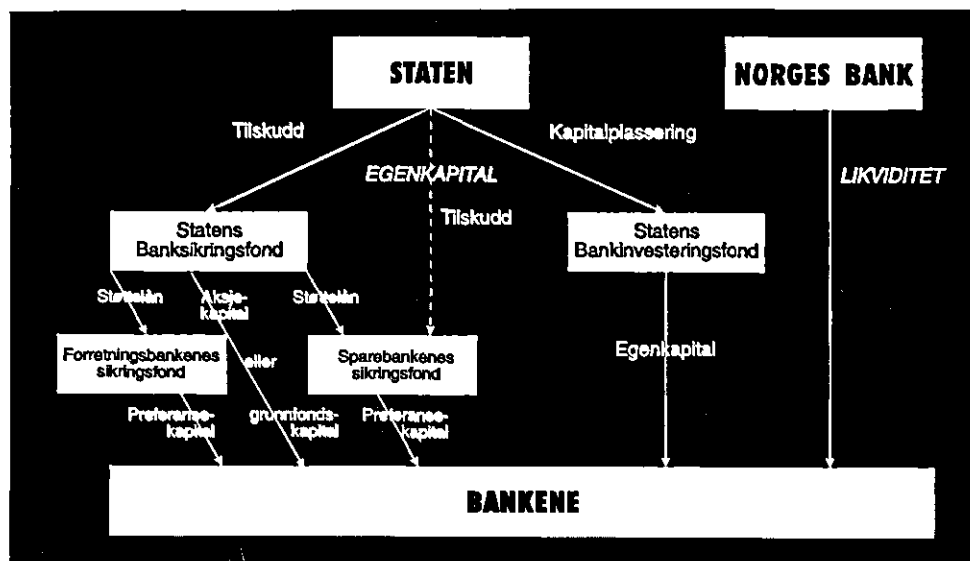 STATEN
NORGES BANK
Tilskudd
Kapitalplassering
EGENKAPITAL
LIKVIDITET
Tilskudd
Statens
Banksikringsfond
Statens
Bankinvesteringsfond
Støttelån
Aksje-
kapital
Støttelån
Forretningsbankenes
sikringsfond
eller
Sparebankenes
sikringsfond
Egenkapital
Preferanse-
kapital
grunnfonds-
kapital
Preferanse-
kapital
BANKENE